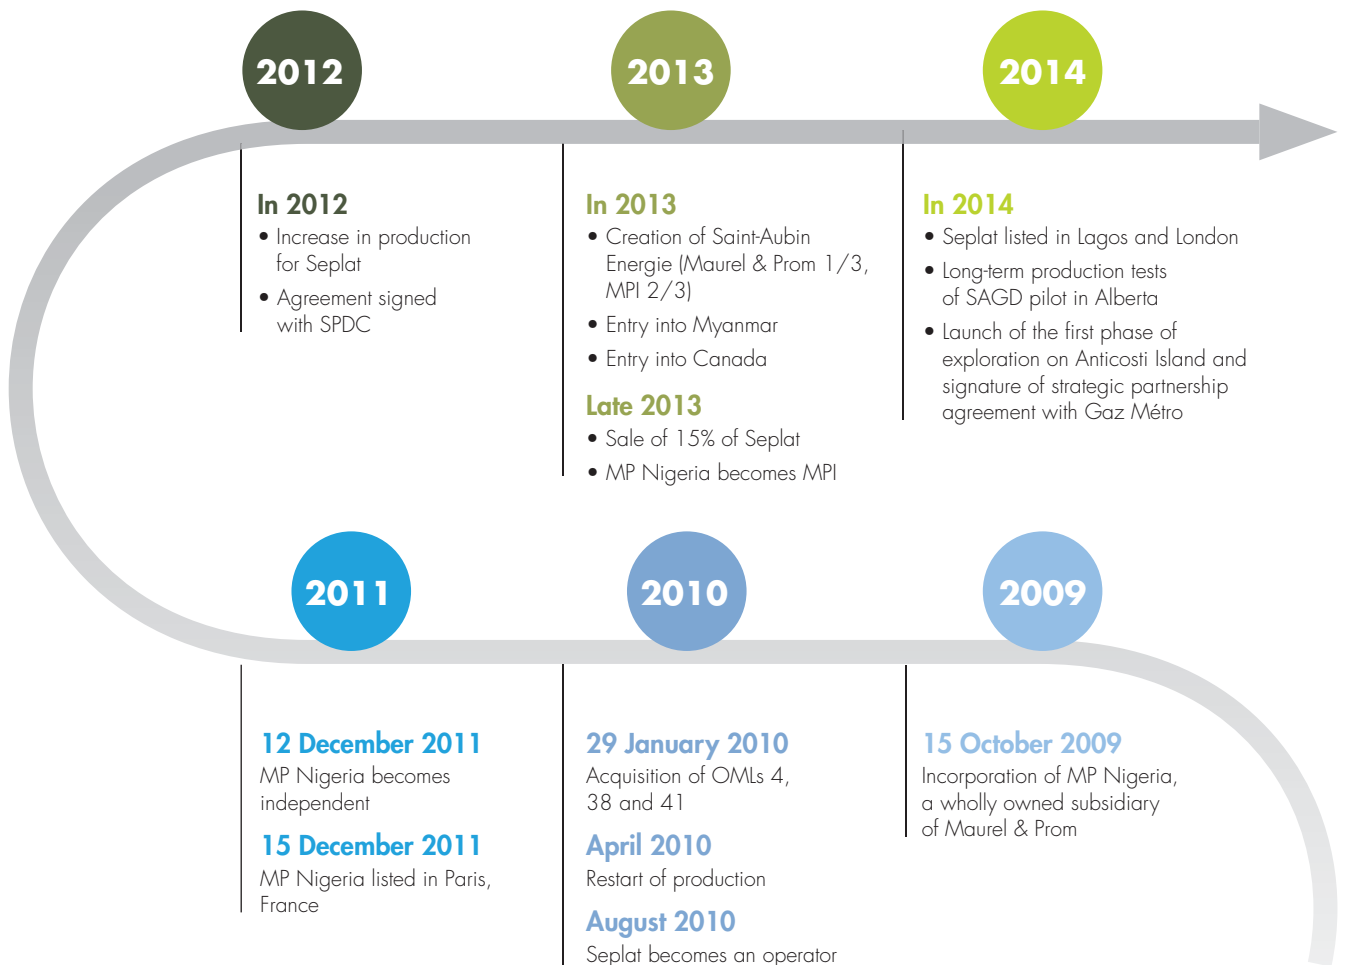 2012
2013
2014
In 2012
• Increase in production
for Seplat
• Agreement signed
with SPDC
In 2013
• Creation of Saint-Aubin
Energie (Maurel & Prom 1/3,
MPI 2/3)
• Entry into Myanmar
• Entry into Canada
Late 2013
• Sale of 15% of Seplat
• MP Nigeria becomes MPI
In 2014
• Seplat listed in Lagos and London
• Long-term production tests
of SAGD pilot in Alberta
• Launch of the first phase of
exploration on Anticosti Island and
signature of strategic partnership
agreement with Gaz Métro
2011
2010
2009
12 December 2011
MP Nigeria becomes
independent
15 December 2011
MP Nigeria listed in Paris,
France
29 January 2010
Acquisition of OMLs 4,
38 and 41
April 2010
Restart of production
August 2010
Seplat becomes an operator
15 October 2009
Incorporation of MP Nigeria,
a wholly owned subsidiary
of Maurel & Prom